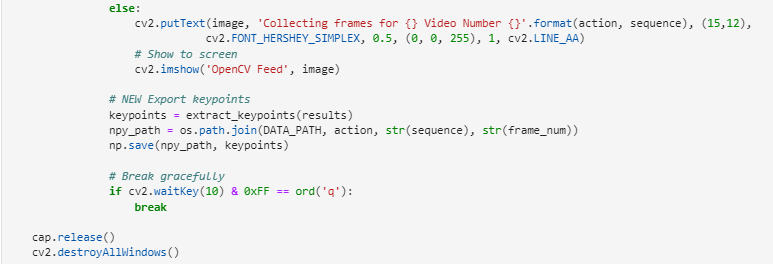 else:
cv2.putText(image, 'Collecting frames for {} Video Number {}'.format(action, sequence), (15,12),
cv2.FONT_HERSHEY_SIMPLEX, 0.5, (0, 0, 255), 1, cv2.LINE_AA)
# Show to screen
cv2.imshow('OpenCV Feed', image)
# NEW Export keypoints
keypoints = extract_keypoints(results)
npy_path = os.path.join(DATA_PATH, action, str(sequence), str(frame_num))
np.save(npy_path, keypoints)
# Break gracefully
if cv2.waitKey(10) & 0xFF == ord('q'):
break
cap.release()
cv2.destroyAllWindows()